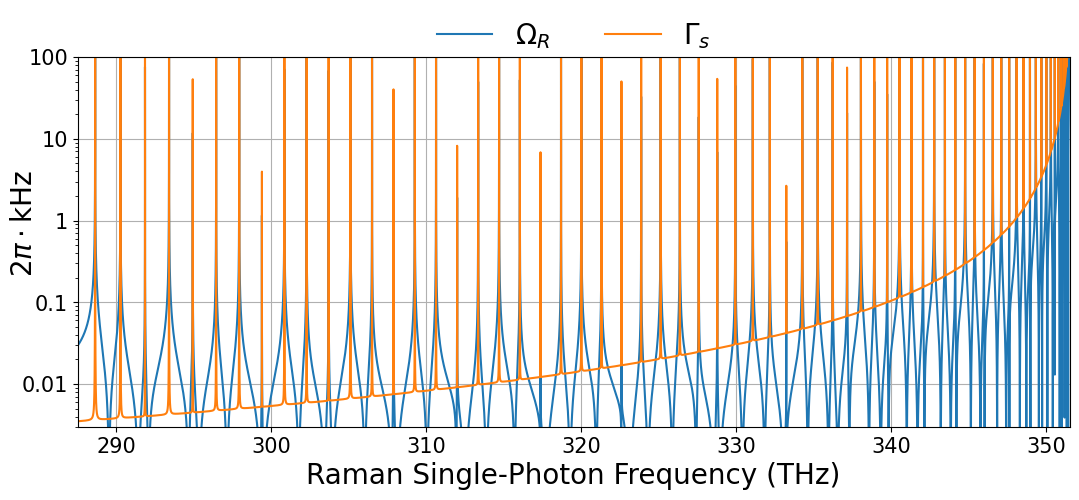 Ω_R Γ_s
100
10
1
0.1
0.01
2π · kHz
290 300 310 320 330 340 350
Raman Single-Photon Frequency (THz)